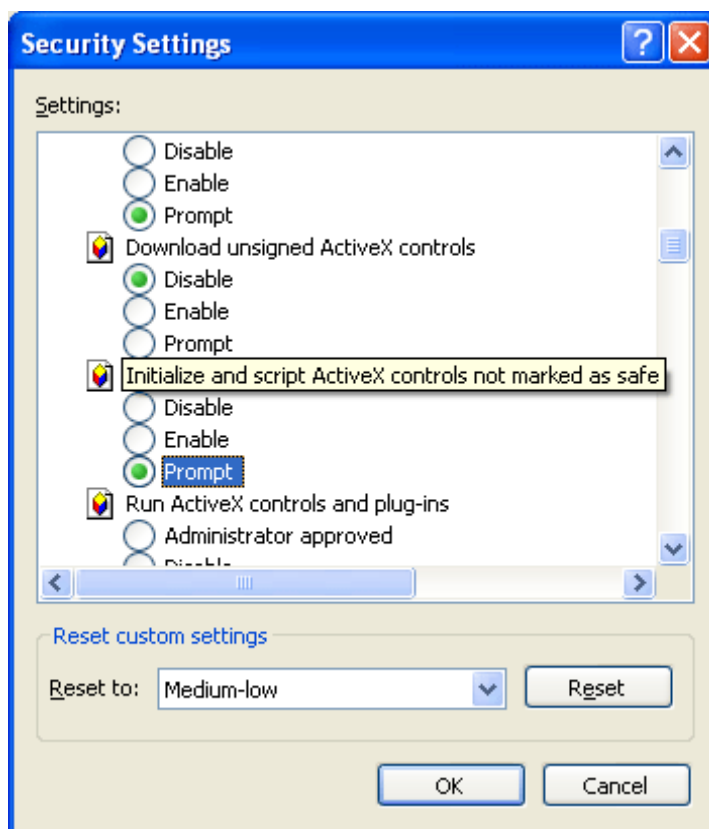 Security Settings
Settings:
Disable
Enable
Prompt
Download unsigned ActiveX controls
Disable
Enable
Prompt
Initialize and script ActiveX controls not marked as safe
Disable
Enable
Prompt
Run ActiveX controls and plug-ins
Administrator approved
Disable
Reset custom settings
Reset to: Medium-low Reset
OK Cancel